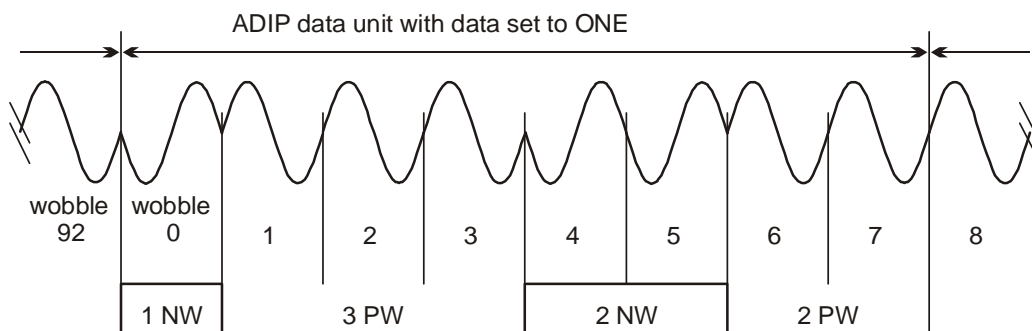 ADIP data unit with data set to ONE
wobble 92
wobble 0
1
2
3
4
5
6
7
8
1 NW
3 PW
2 NW
2 PW